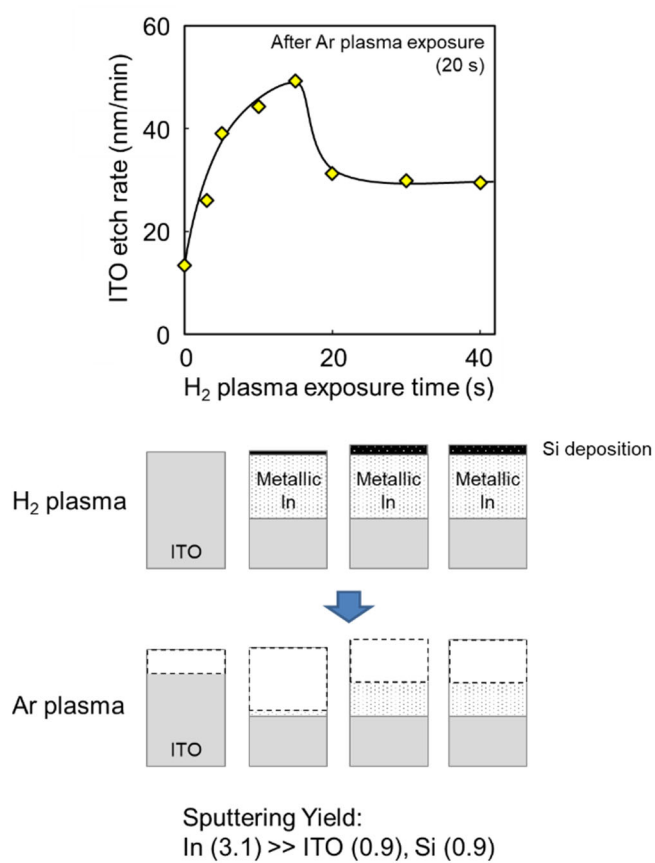 60
After Ar plasma exposure
(20 s)
ITO etch rate (nm/min)
40
20
0
0 20 40
H₂ plasma exposure time (s)
Si deposition
H₂ plasma
ITO
Metallic
In
Metallic
In
Metallic
In
Ar plasma
ITO
Sputtering Yield:
In (3.1) >> ITO (0.9), Si (0.9)